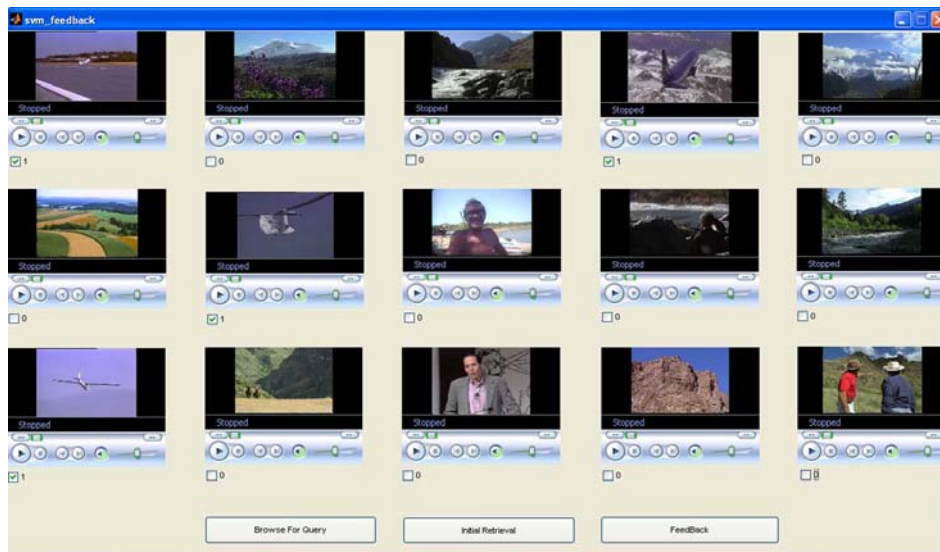 svm_feedback
Stopped Stopped Stopped Stopped Stopped
1 0 0 1 0
Stopped Stopped Stopped Stopped Stopped
0 1 0 0 0
Stopped Stopped Stopped Stopped Stopped
1 0 0 0 0
Browse For Query Initial Retrieval FeedBack